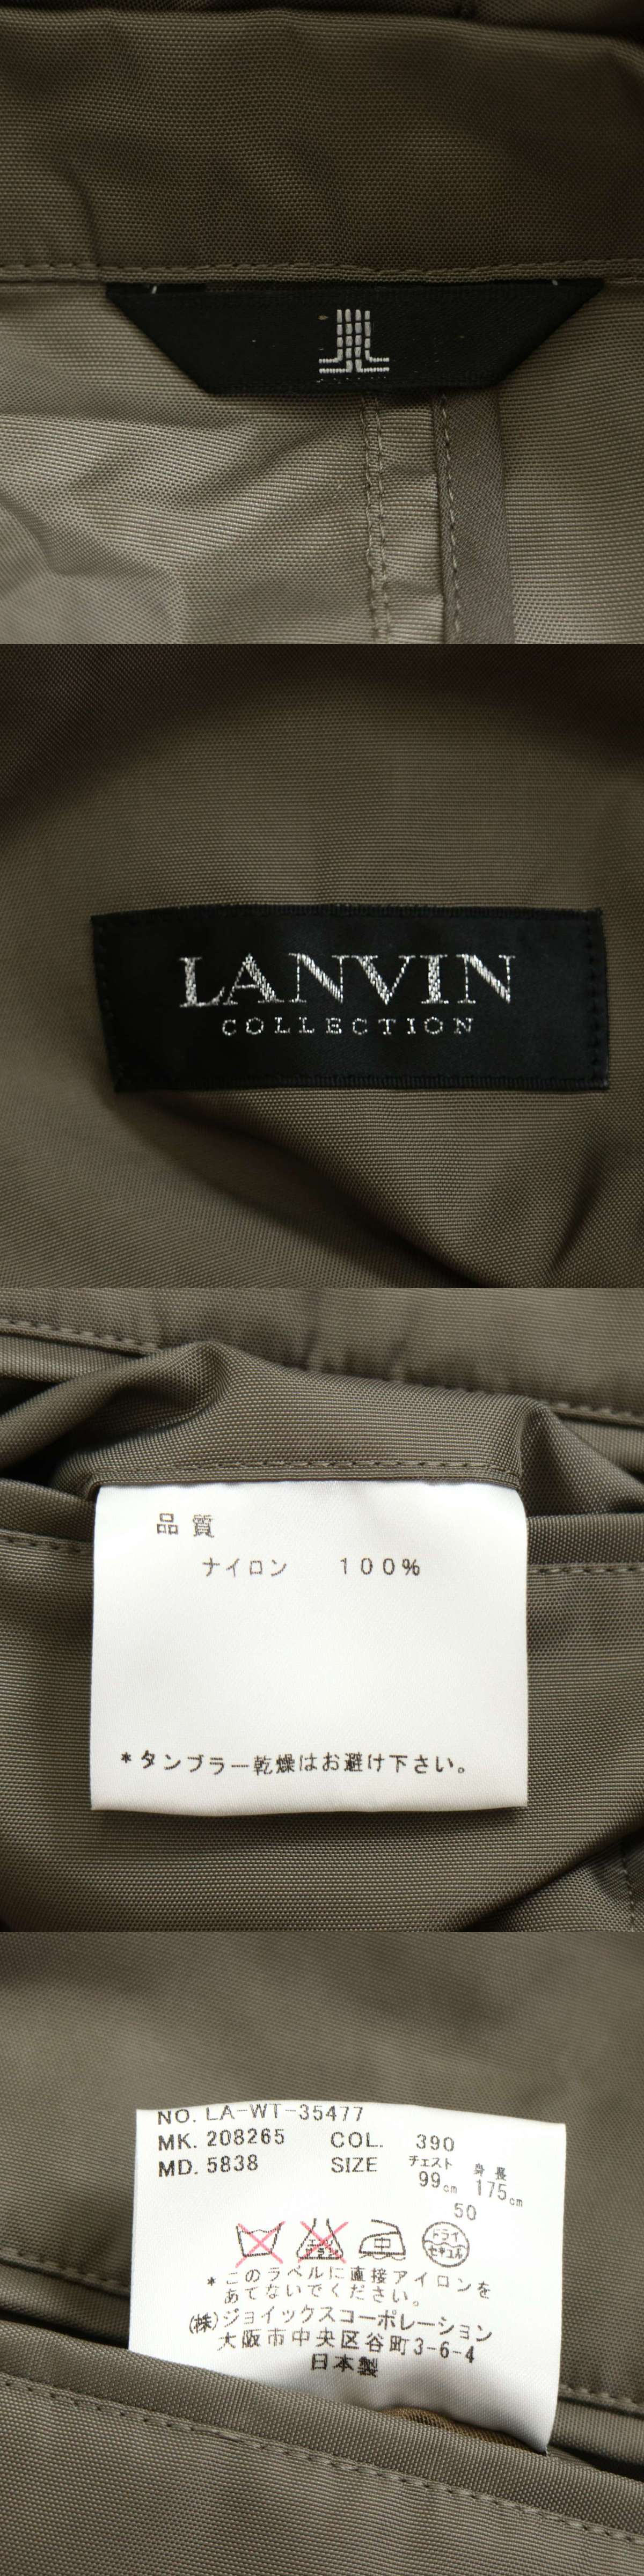 LANVIN
COLLECTION
品質
ナイロン 100%
*タンブラー乾燥はお避け下さい。
NO. LA-WT-35477
MK. 208265 COL. 390
MD. 5838 SIZE チェスト 身長
99cm 175cm
50
中 ドライ
セキユ系
*このラベルに直接アイロンを
あてないでください。
(株)ジョイックスコーポレーション
大阪市中央区谷町3-6-4
日本製